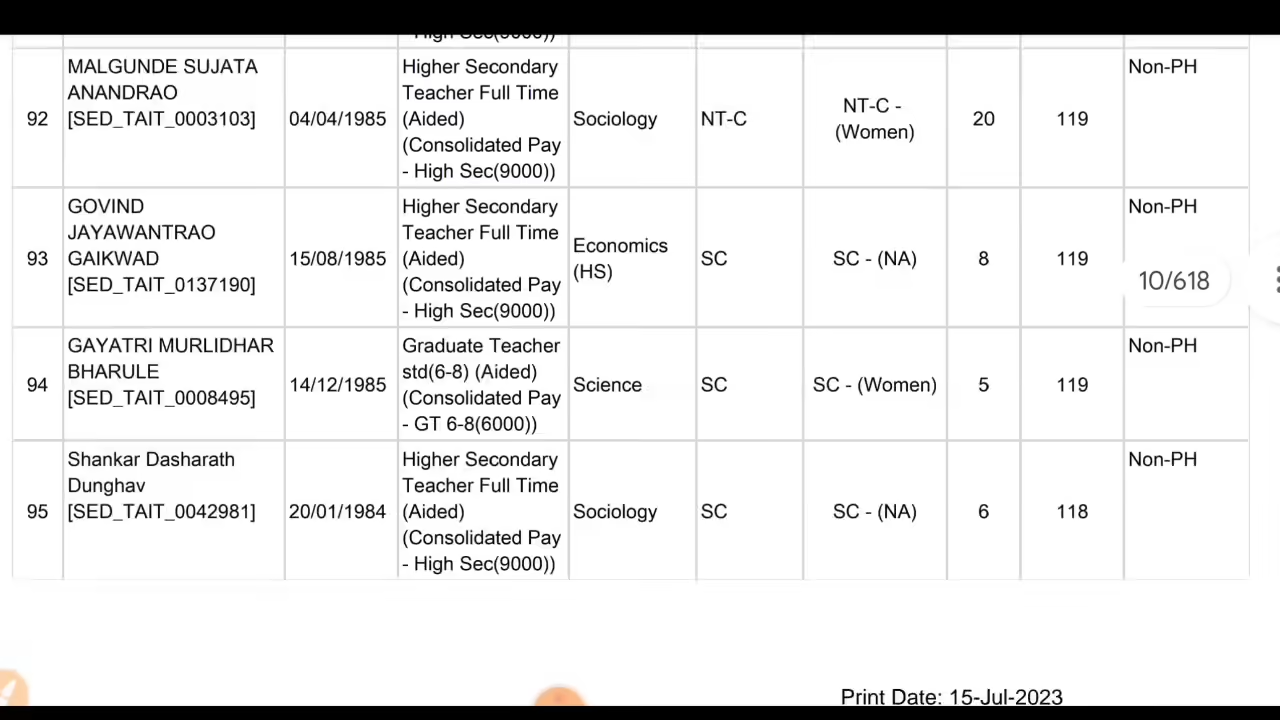 - High Sec(9000))
92
MALGUNDE SUJATA
ANANDRAO
[SED_TAIT_0003103]
04/04/1985
Higher Secondary
Teacher Full Time
(Aided)
(Consolidated Pay
- High Sec(9000))
Sociology
NT-C
NT-C -
(Women)
20
119
Non-PH
93
GOVIND
JAYAWANTRAO
GAIKWAD
[SED_TAIT_0137190]
15/08/1985
Higher Secondary
Teacher Full Time
(Aided)
(Consolidated Pay
- High Sec(9000))
Economics
(HS)
SC
SC - (NA)
8
119
Non-PH
10/618
94
GAYATRI MURLIDHAR
BHARULE
[SED_TAIT_0008495]
14/12/1985
Graduate Teacher
std(6-8) (Aided)
(Consolidated Pay
- GT 6-8(6000))
Science
SC
SC - (Women)
5
119
Non-PH
95
Shankar Dasharath
Dunghav
[SED_TAIT_0042981]
20/01/1984
Higher Secondary
Teacher Full Time
(Aided)
(Consolidated Pay
- High Sec(9000))
Sociology
SC
SC - (NA)
6
118
Non-PH
Print Date: 15-Jul-2023